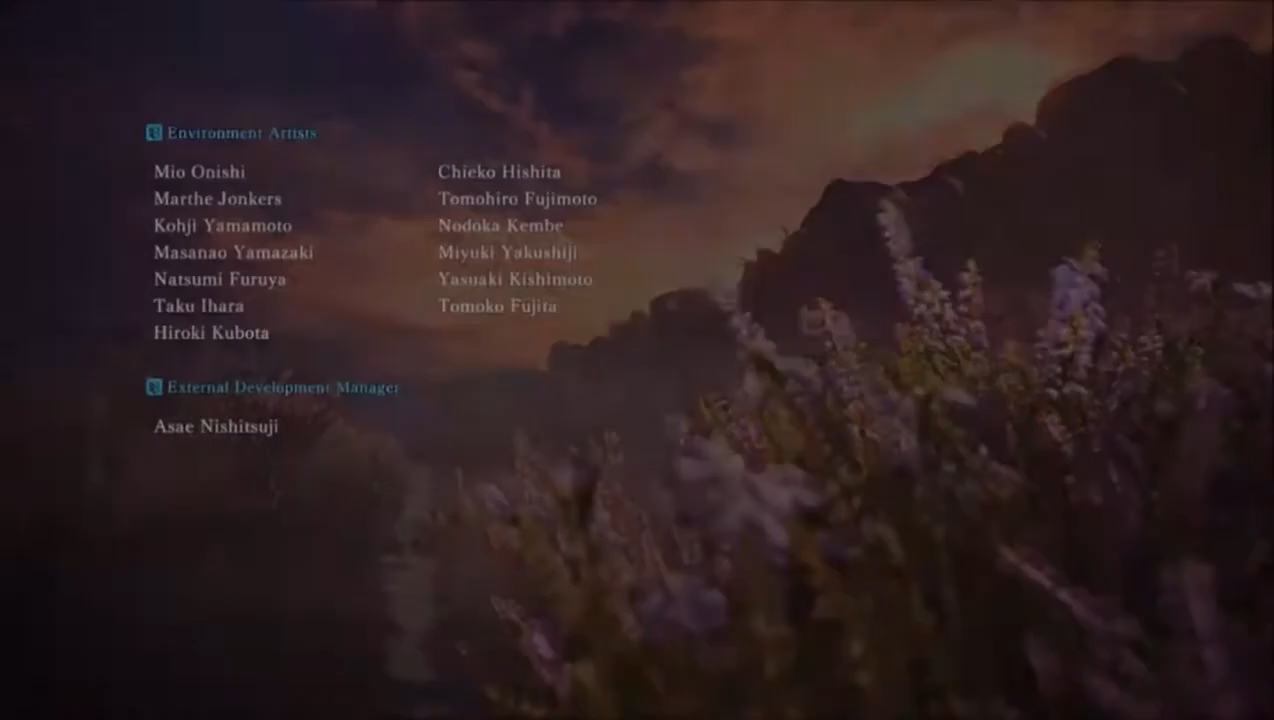 Environment Artists
Mio Onishi
Marthe Jonkers
Kohji Yamamoto
Masanao Yamazaki
Natsumi Furuya
Taku Ihara
Hiroki Kubota
Chieko Hishita
Tomohiro Fujimoto
Nodoka Kembe
Miyuki Yakushiji
Yasuaki Kishimoto
Tomoko Fujita
External Development Manager
Asae Nishitsuji